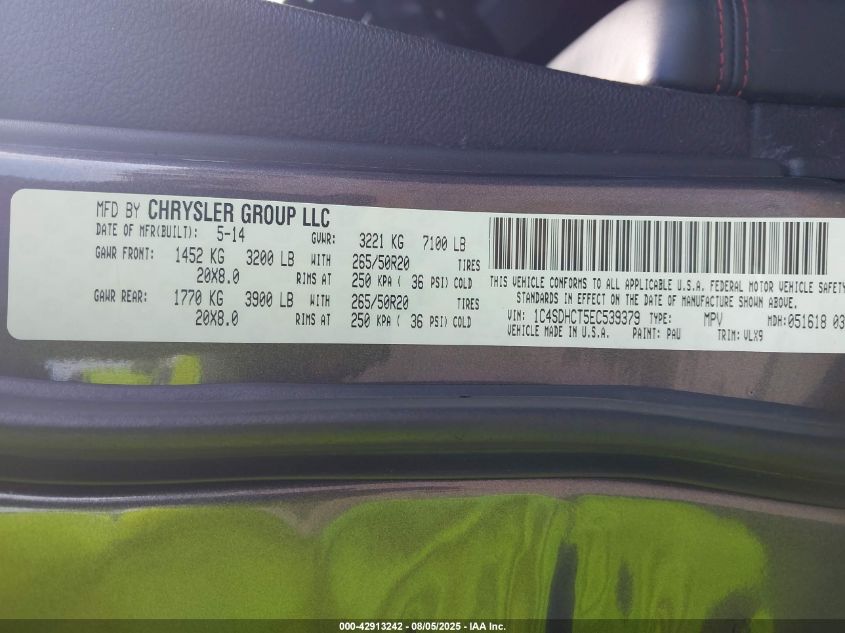 MFD BY CHRYSLER GROUP LLC
DATE OF MFR(BUILT): 5-14 GVWR: 3221 KG 7100 LB
GAWR FRONT: 1452 KG 3200 LB WITH 265/50R20 TIRES
20X8.0 RIMS AT 250 KPA ( 36 PSI) COLD
GAWR REAR: 1770 KG 3900 LB WITH 265/50R20 TIRES
20X8.0 RIMS AT 250 KPA ( 36 PSI) COLD
THIS VEHICLE CONFORMS TO ALL APPLICABLE U.S.A. FEDERAL MOTOR VEHICLE SAFETY
STANDARDS IN EFFECT ON THE DATE OF MANUFACTURE SHOWN ABOVE.
VIN: 1C4SDHCT5EC539379 TYPE: MPV MDH:051618 03
VEHICLE MADE IN U.S.A. PAINT: PAU TRIM: VLX9
000-42913242 - 08/05/2025 - IAA Inc.